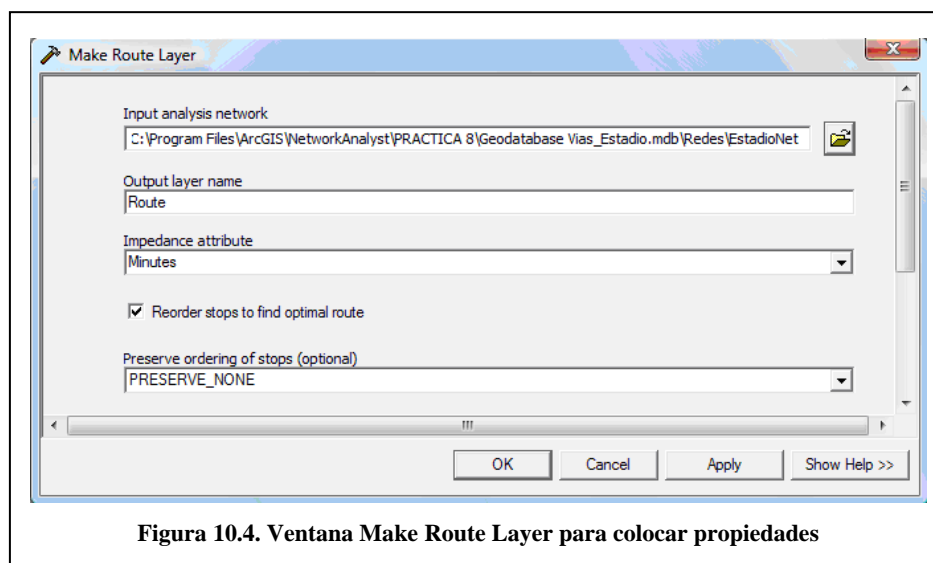 Make Route Layer
Input analysis network
C:\Program Files\ArcGIS\NetworkAnalyst\PRACTICA 8\Geodatabase Vias_Estadio.mdb\Redes\EstadioNet
Output layer name
Route
Impedance attribute
Minutes
Reorder stops to find optimal route
Preserve ordering of stops (optional)
PRESERVE_NONE
OK Cancel Apply Show Help >>
Figura 10.4. Ventana Make Route Layer para colocar propiedades